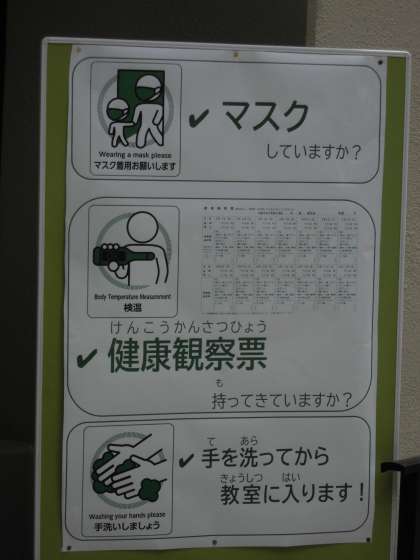 Wearing a mask please
マスク着用お願いします
✔ マスク
していますか？
Body Temperature Measurement
検温
けんこうかんさつひょう
✔ 健康観察票
も
持ってきていますか？
Washing your hands please
手洗いしましょう
て あら
✔ 手を洗ってから
きょうしつ はい
教室に入ります！